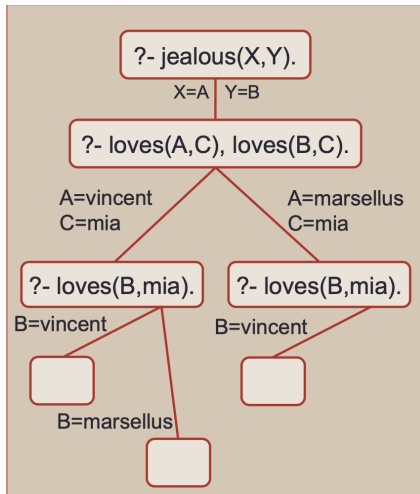 ?- jealous(X,Y).
X=A Y=B
?- loves(A,C), loves(B,C).
A=vincent
C=mia
A=marsellus
C=mia
?- loves(B,mia).
?- loves(B,mia).
B=vincent
B=vincent
B=marsellus